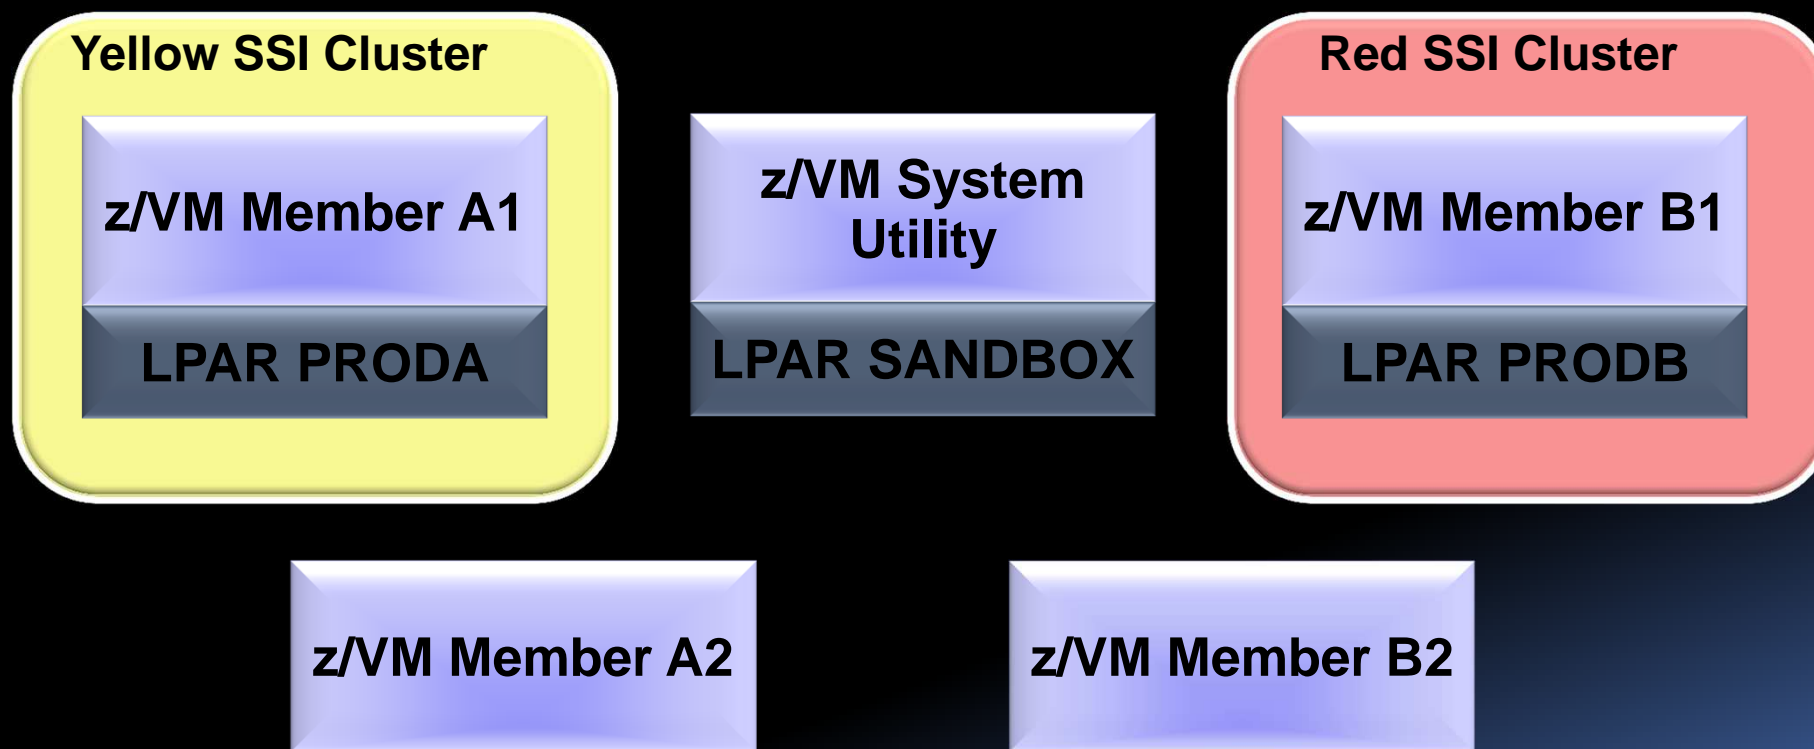 Yellow SSI Cluster
z/VM Member A1
LPAR PRODA
z/VM System
Utility
LPAR SANDBOX
Red SSI Cluster
z/VM Member B1
LPAR PRODB
z/VM Member A2
z/VM Member B2